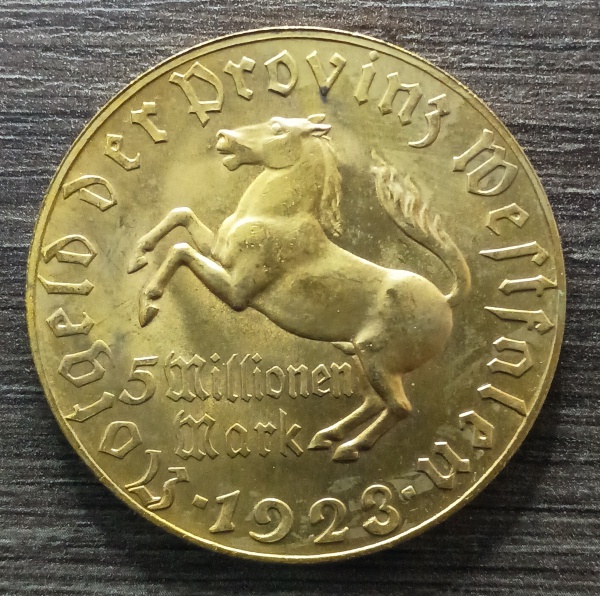 Notgeld der Provinz Weſtfalen
5 Millionen
Mark
·1923·